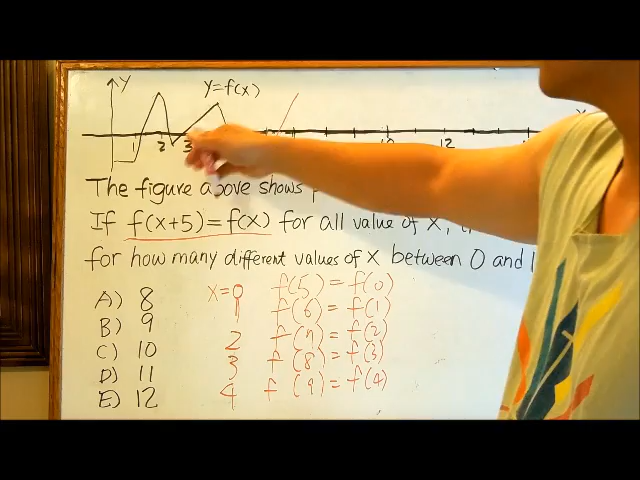 Y
Y=f(x)
1 2 3 10 12
The figure above shows
If f(x+5)=f(x) for all value of x,
for how many different values of x between 0 and
A) 8
B) 9
C) 10
D) 11
E) 12
x=0 f(5) = f(0)
1 f(6) = f(1)
2 f(7) = f(2)
3 f(8) = f(3)
4 f(9) = f(4)